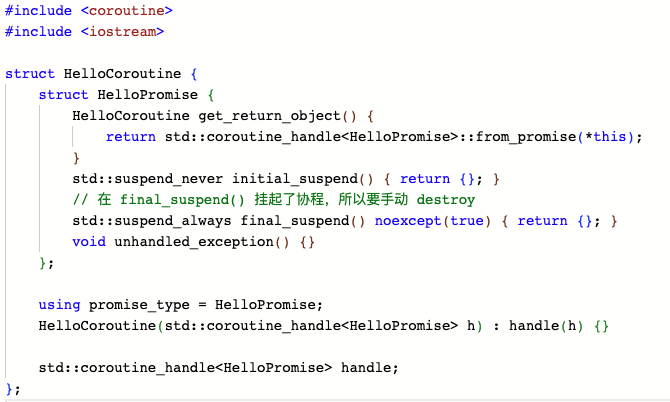 #include <coroutine>
#include <iostream>

struct HelloCoroutine {
    struct HelloPromise {
        HelloCoroutine get_return_object() {
            return std::coroutine_handle<HelloPromise>::from_promise(*this);
        }
        std::suspend_never initial_suspend() { return {}; }
        // 在 final_suspend() 挂起了协程，所以要手动 destroy
        std::suspend_always final_suspend() noexcept(true) { return {}; }
        void unhandled_exception() {}
    };

    using promise_type = HelloPromise;
    HelloCoroutine(std::coroutine_handle<HelloPromise> h) : handle(h) {}

    std::coroutine_handle<HelloPromise> handle;
};